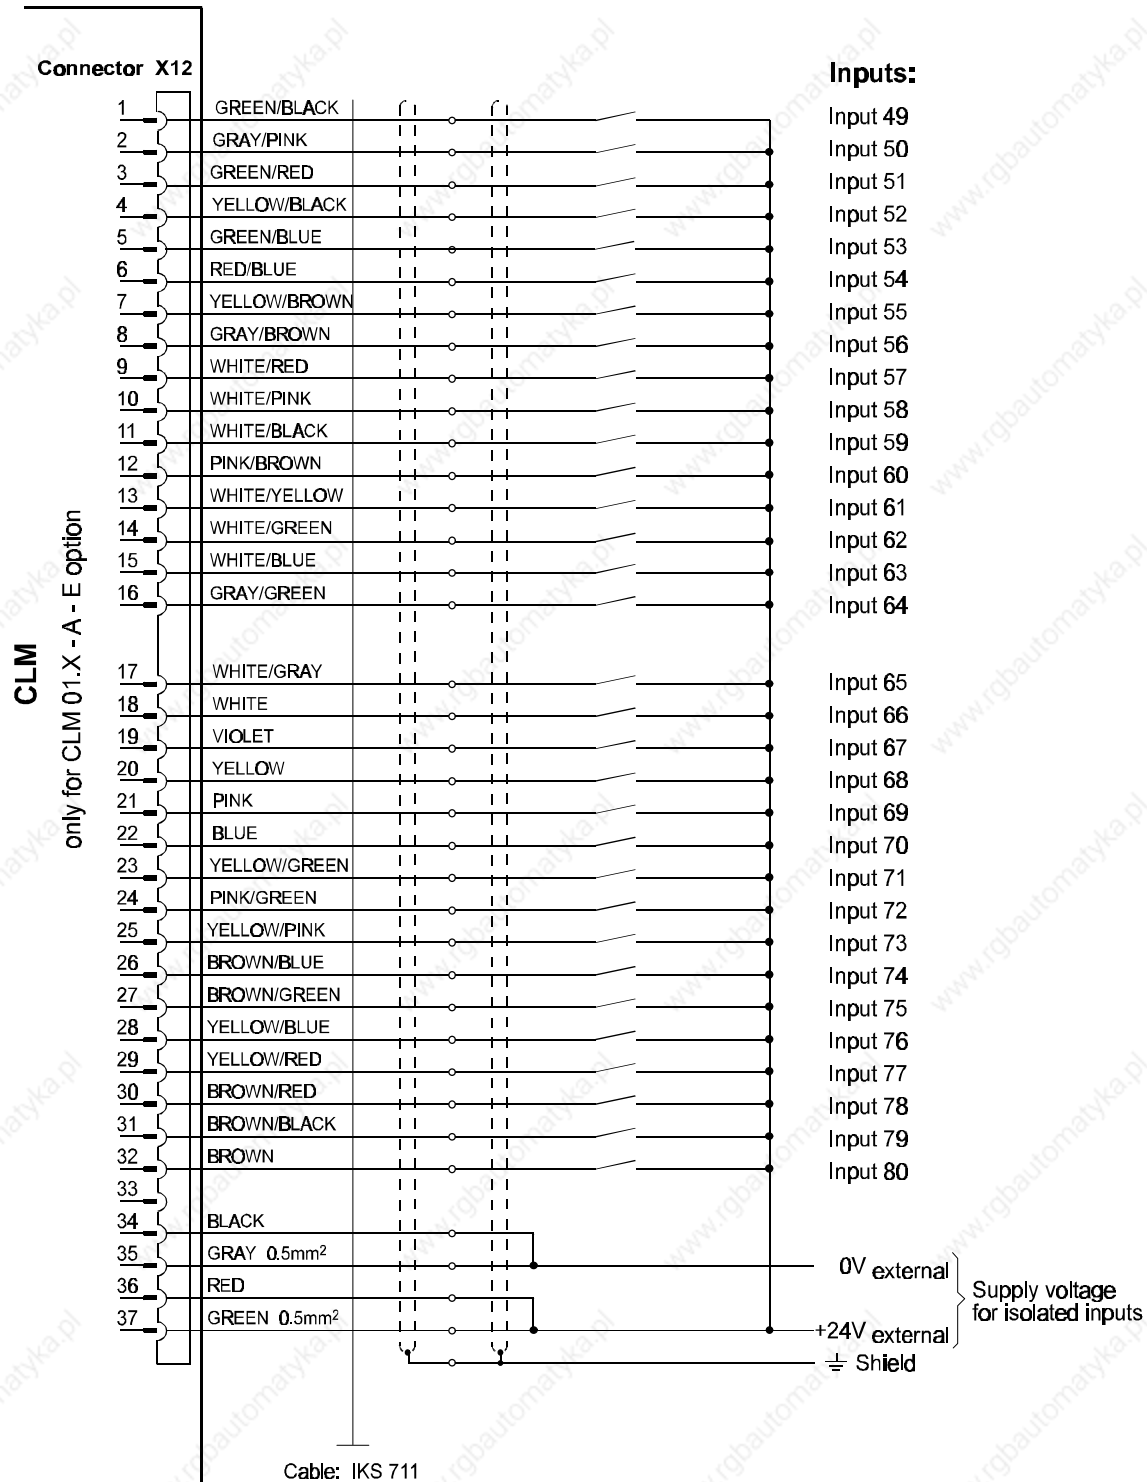 Connector X12
Inputs:
1 GREEN/BLACK Input 49
2 GRAY/PINK Input 50
3 GREEN/RED Input 51
4 YELLOW/BLACK Input 52
5 GREEN/BLUE Input 53
6 RED/BLUE Input 54
7 YELLOW/BROWN Input 55
8 GRAY/BROWN Input 56
9 WHITE/RED Input 57
10 WHITE/PINK Input 58
11 WHITE/BLACK Input 59
12 PINK/BROWN Input 60
13 WHITE/YELLOW Input 61
14 WHITE/GREEN Input 62
15 WHITE/BLUE Input 63
16 GRAY/GREEN Input 64
CLM
only for CLM 01.X - A - E option
17 WHITE/GRAY Input 65
18 WHITE Input 66
19 VIOLET Input 67
20 YELLOW Input 68
21 PINK Input 69
22 BLUE Input 70
23 YELLOW/GREEN Input 71
24 PINK/GREEN Input 72
25 YELLOW/PINK Input 73
26 BROWN/BLUE Input 74
27 BROWN/GREEN Input 75
28 YELLOW/BLUE Input 76
29 YELLOW/RED Input 77
30 BROWN/RED Input 78
31 BROWN/BLACK Input 79
32 BROWN Input 80
33
34 BLACK
35 GRAY 0.5mm² 0V external
36 RED
37 GREEN 0.5mm² +24V external
Supply voltage
for isolated inputs
Shield
Cable: IKS 711
www.rgbautomatyka.pl